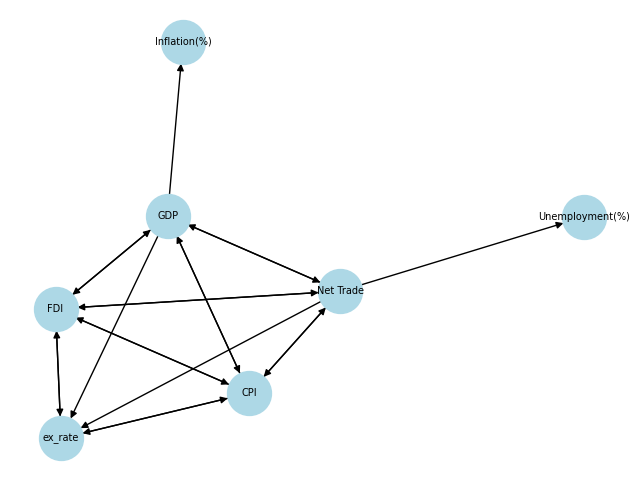 Inflation(%)
GDP
Unemployment(%)
Net Trade
FDI
CPI
ex_rate